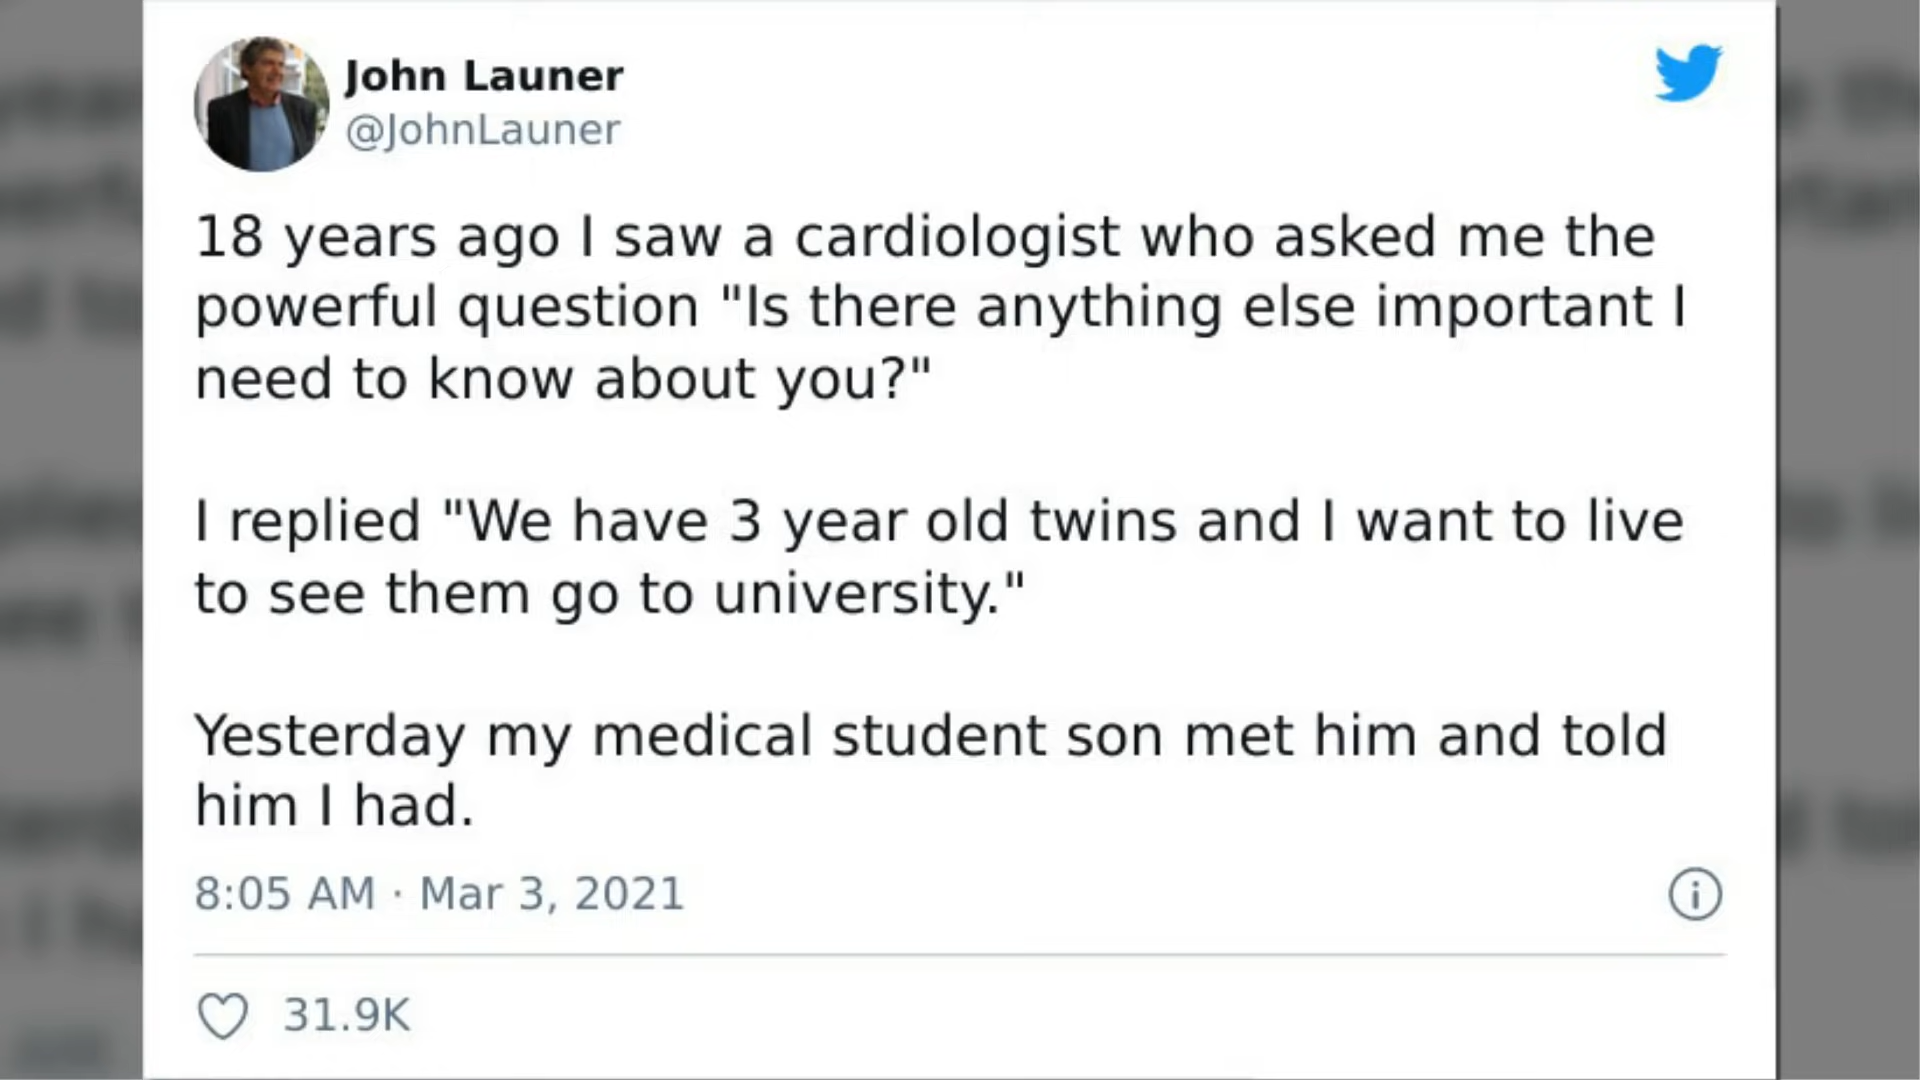 John Launer
@JohnLauner
18 years ago I saw a cardiologist who asked me the
powerful question "Is there anything else important I
need to know about you?"
I replied "We have 3 year old twins and I want to live
to see them go to university."
Yesterday my medical student son met him and told
him I had.
8:05 AM · Mar 3, 2021
31.9K